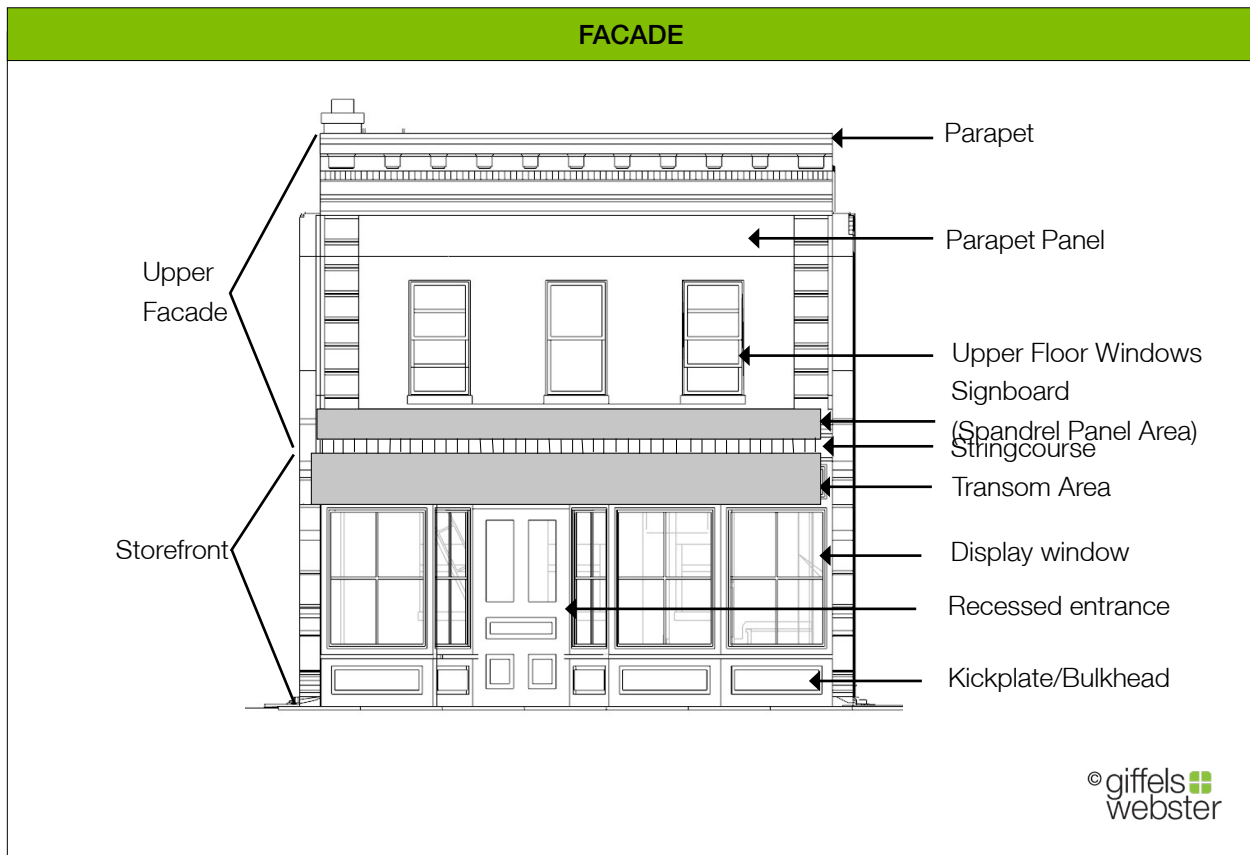 FACADE
Parapet
Parapet Panel
Upper
Facade
Upper Floor Windows
Signboard
(Spandrel Panel Area)
Stringcourse
Transom Area
Storefront
Display window
Recessed entrance
Kickplate/Bulkhead
© giffels
webster